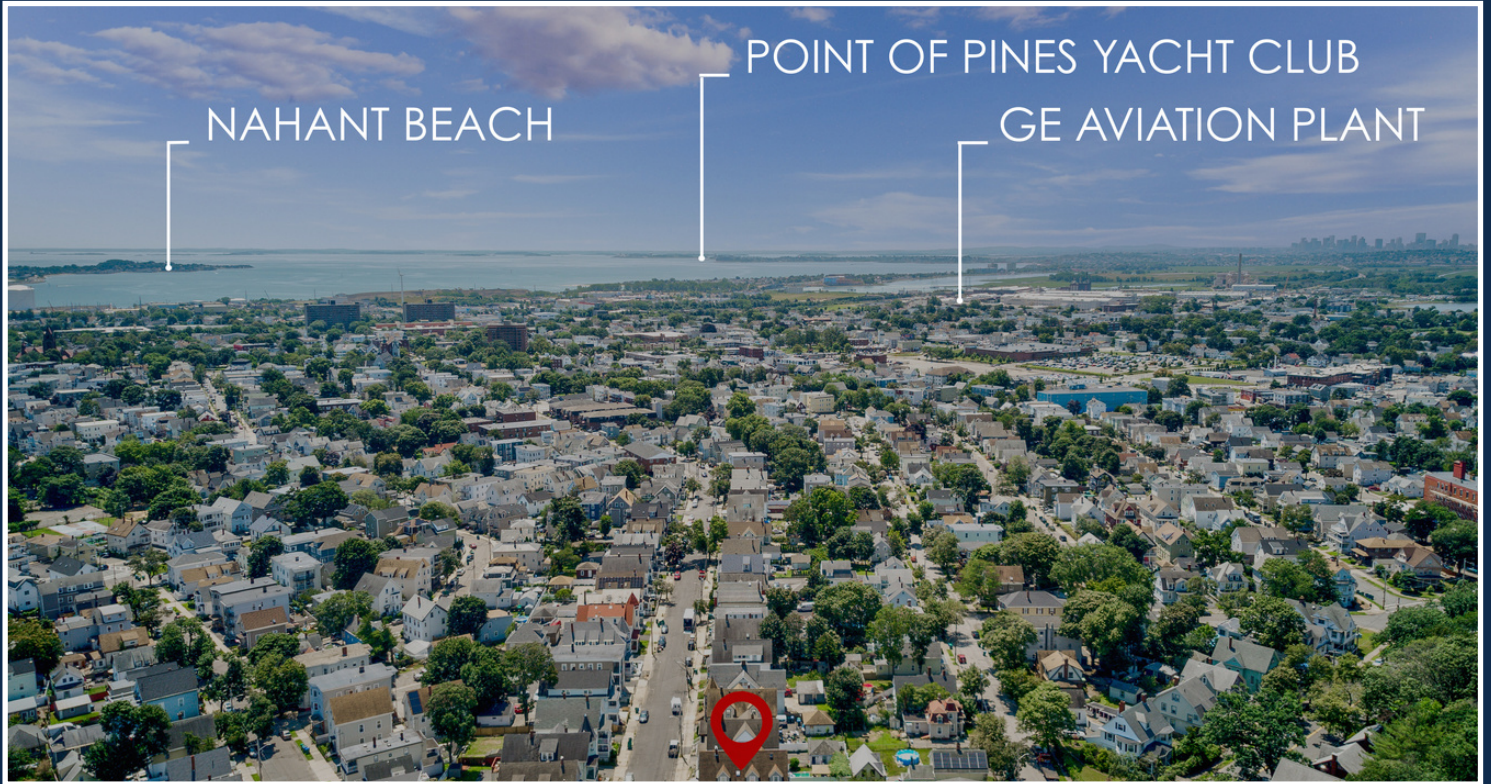 POINT OF PINES YACHT CLUB
NAHANT BEACH
GE AVIATION PLANT